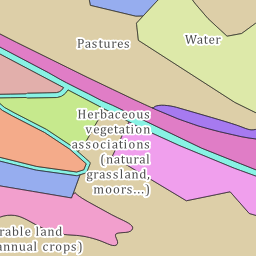 Water
Pastures
Herbaceous
vegetation
associations
(natural
grassland,
moors...)
rable land
annual crops)